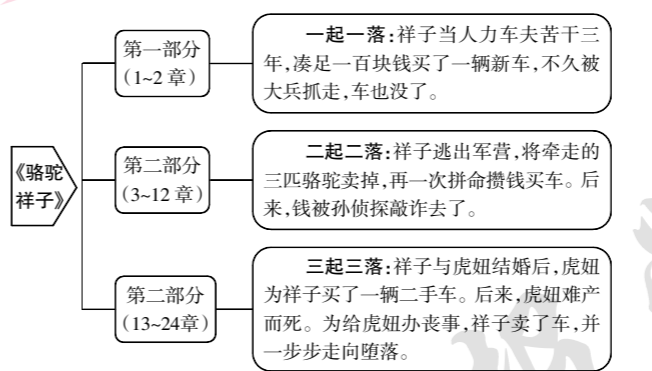 《骆驼
祥子》
第一部分
(1~2 章)
一起一落:祥子当人力车夫苦干三
年,凑足一百块钱买了一辆新车,不久被
大兵抓走,车也没了。
第二部分
(3~12 章)
二起二落:祥子逃出军营,将牵走的
三匹骆驼卖掉,再一次拼命攒钱买车。后
来,钱被孙侦探敲诈去了。
第二部分
(13~24章)
三起三落:祥子与虎妞结婚后,虎妞
为祥子买了一辆二手车。后来,虎妞难产
而死。为给虎妞办丧事,祥子卖了车,并
一步步走向堕落。